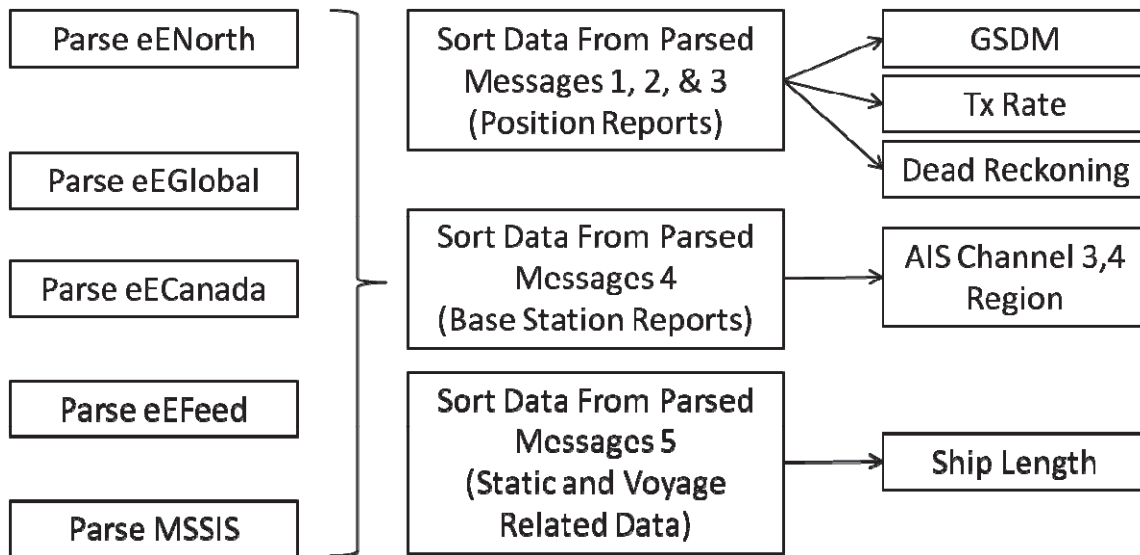 Parse eENorth
Parse eEGlobal
Parse eECanada
Parse eEFeed
Parse MSSIS
Sort Data From Parsed
Messages 1, 2, & 3
(Position Reports)
Sort Data From Parsed
Messages 4
(Base Station Reports)
Sort Data From Parsed
Messages 5
(Static and Voyage
Related Data)
GSDM
Tx Rate
Dead Reckoning
AIS Channel 3,4
Region
Ship Length